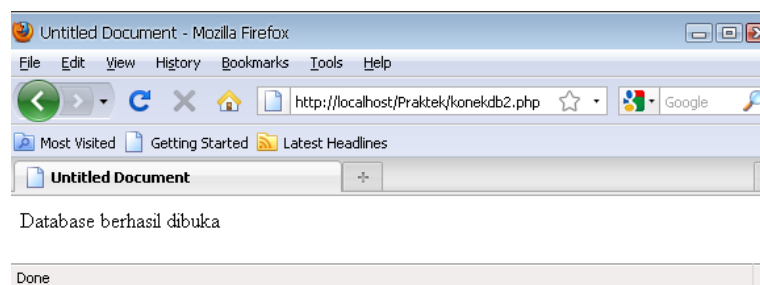 Untitled Document - Mozilla Firefox
File Edit View History Bookmarks Tools Help
http://localhost/Praktek/konekdb2.php Google
Most Visited Getting Started Latest Headlines
Untitled Document
Database berhasil dibuka
Done